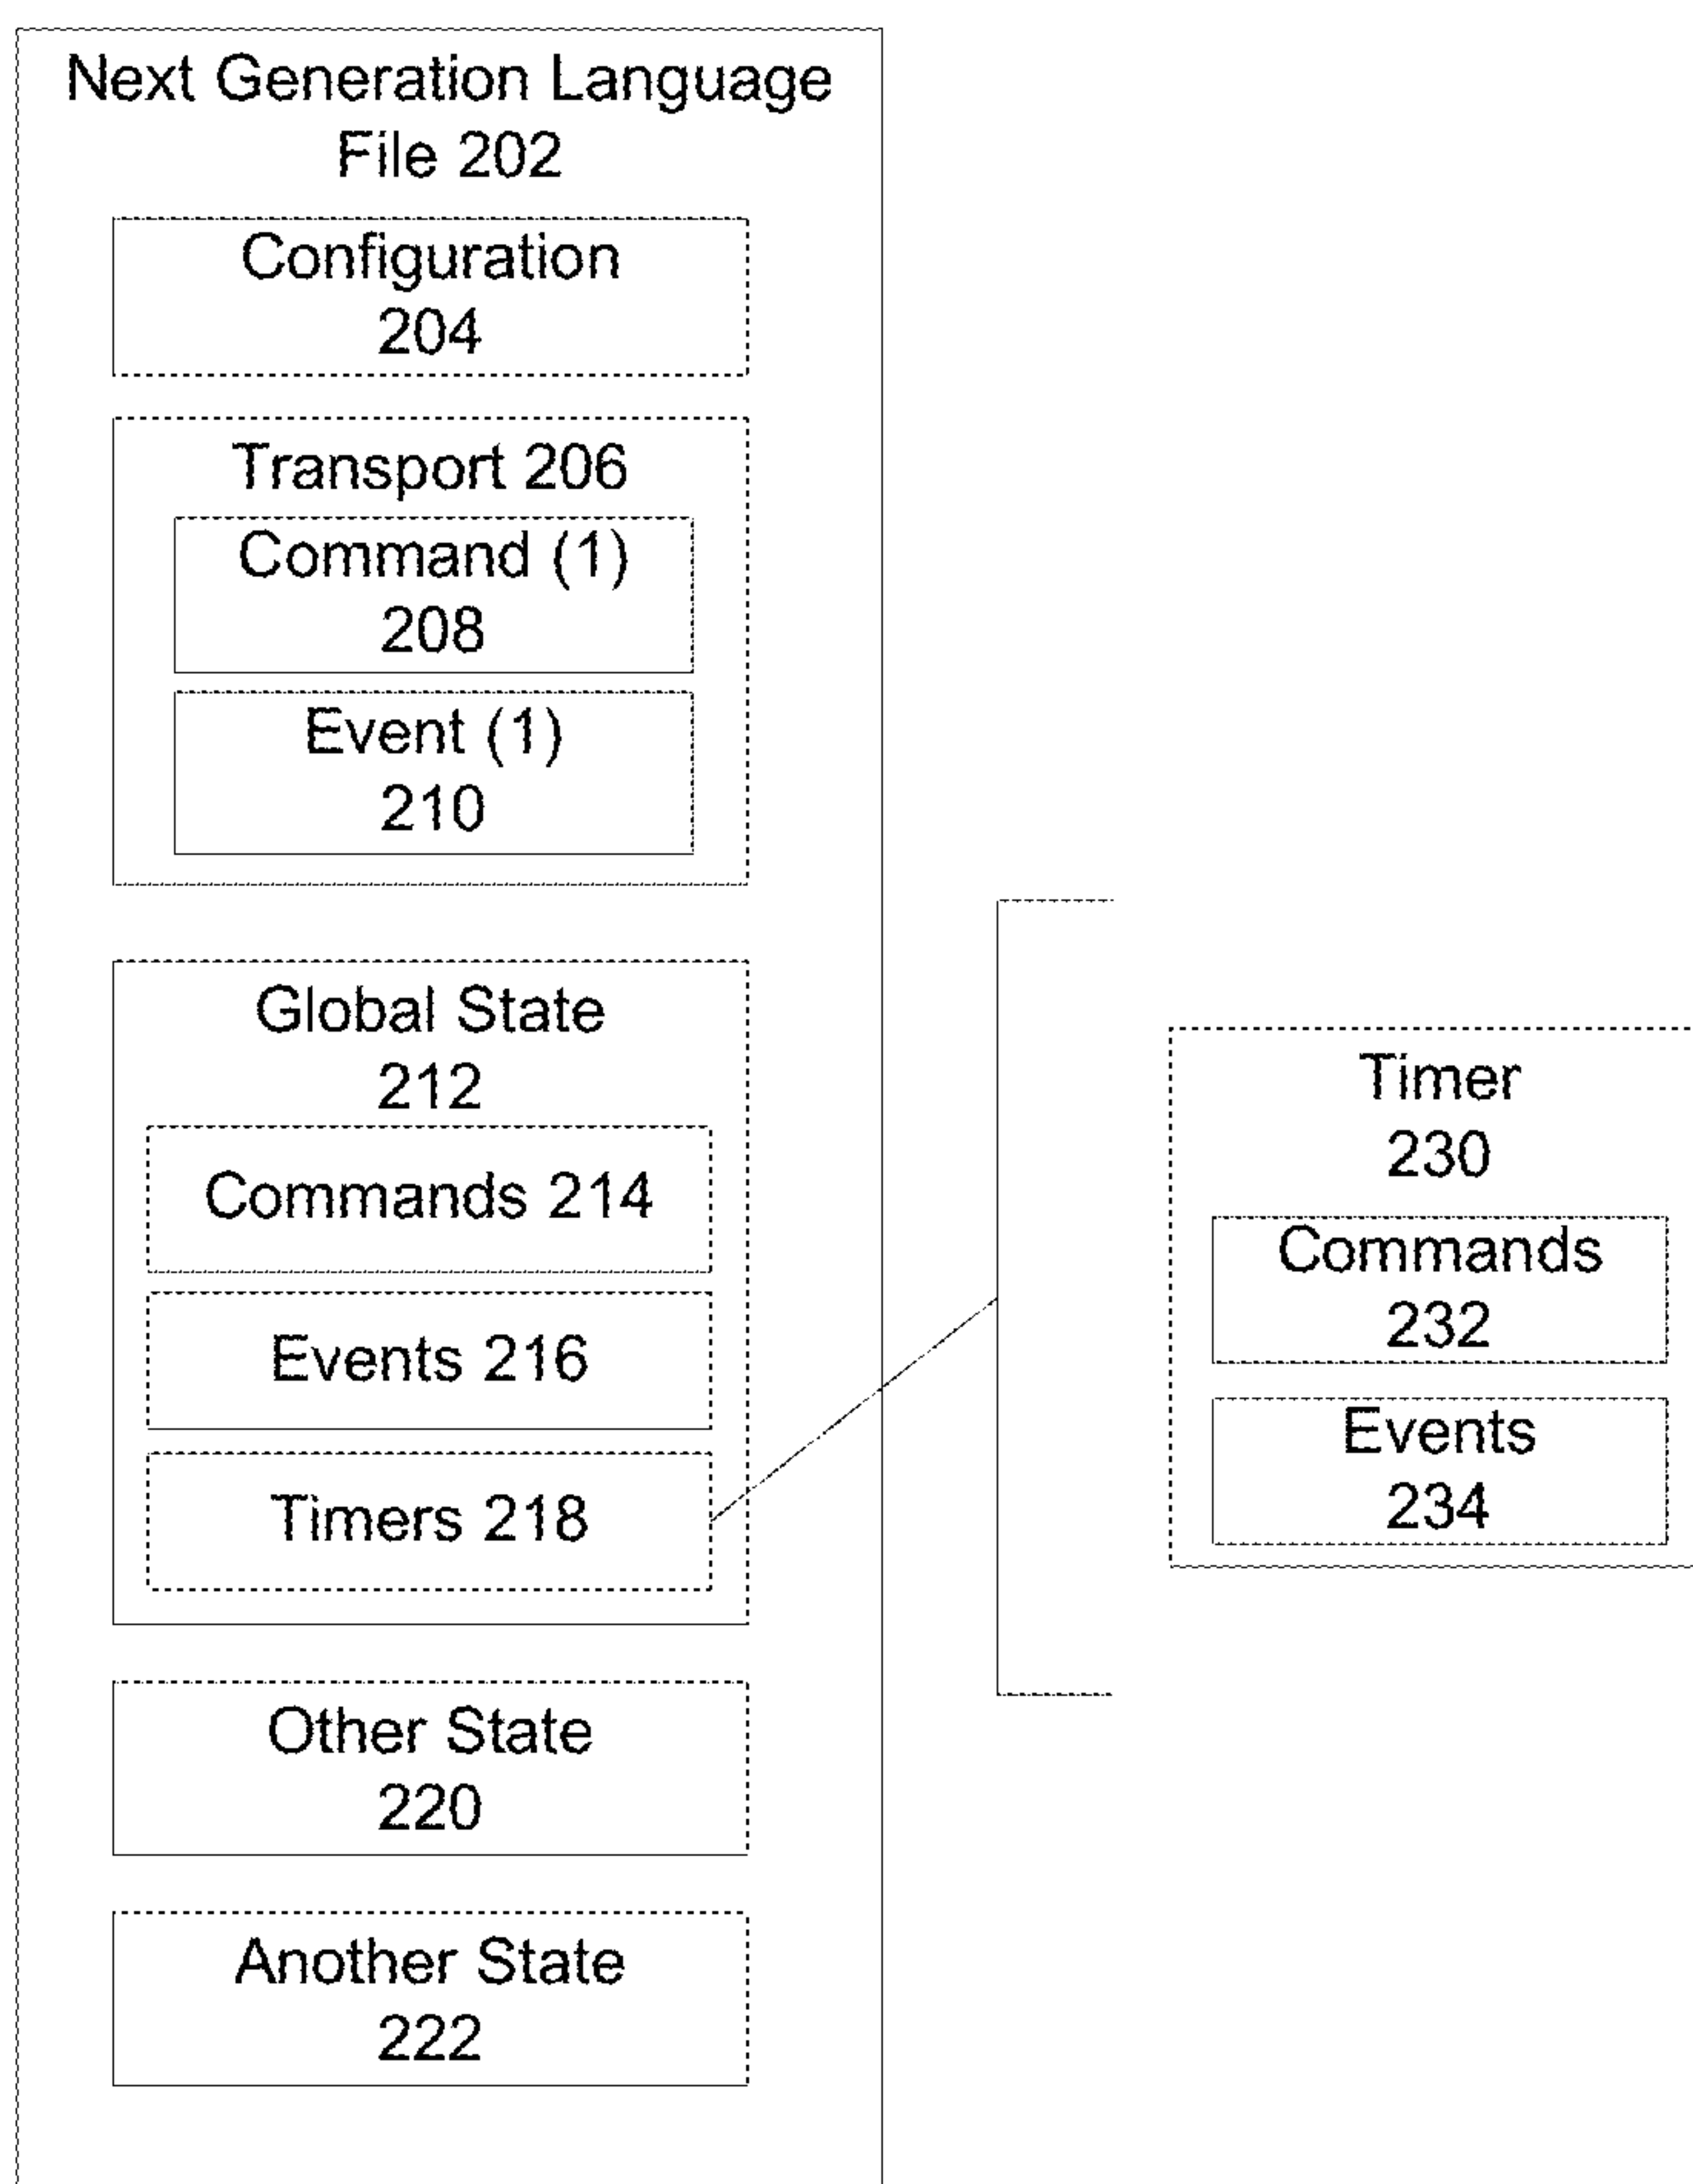 Next Generation Language
File 202
Configuration
204
Transport 206
Command (1)
208
Event (1)
210
Global State
212
Commands 214
Events 216
Timers 218
Other State
220
Another State
222
Timer
230
Commands
232
Events
234